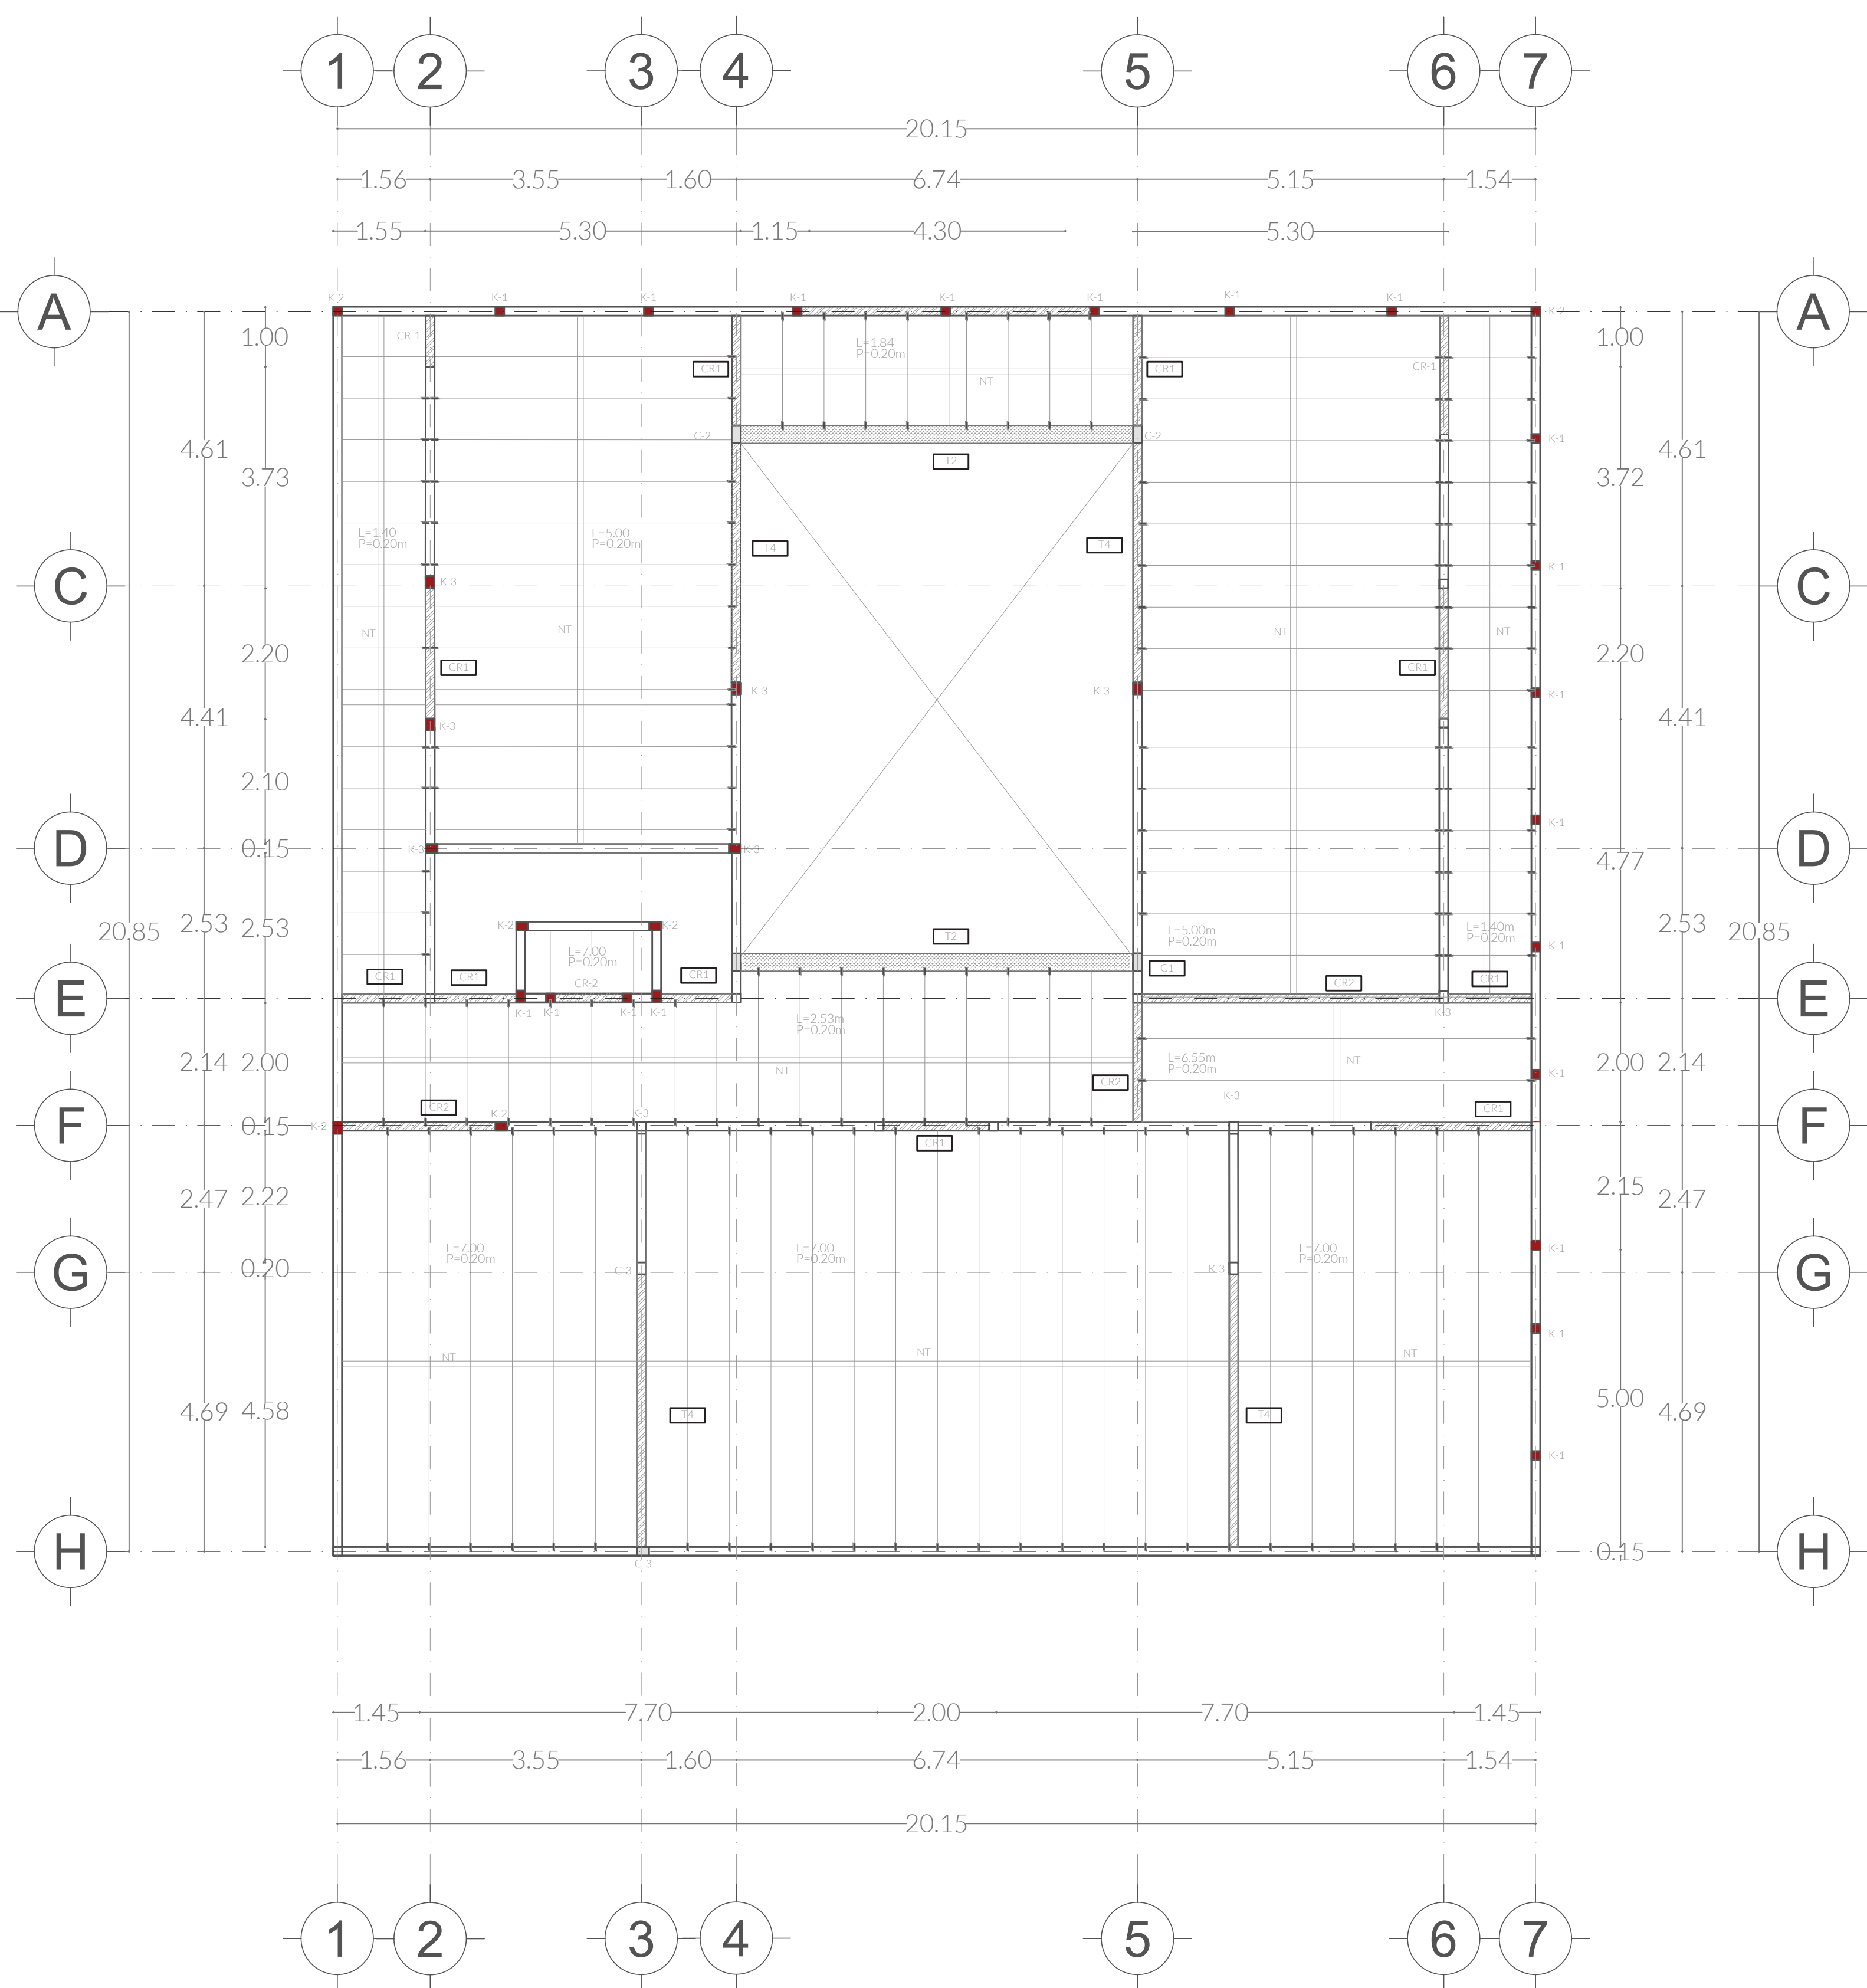 1 2 3 4 5 6 7
20.15
1.56 3.55 1.60 6.74 5.15 1.54
1.55 5.30 1.15 4.30 5.30
K-2 K-1 K-1 K-1 K-1 K-1 K-1 K-1 K-2
A A
1.00 CR-1 1.00
L=1.84
P=0.20m
CR1 CR1 CR-1
NT
C-2 C-2 K-1
4.61 4.61
T2
3.73 3.72
L=1.40 L=5.00
P=0.20m P=0.20m
T4 T4
K-1
C K-3 C
NT NT NT NT
2.20 2.20
CR1 CR1
K-3 K-3 K-1
4.41 4.41
K-3
2.10
K-1
D 0.15 K-3 K-3 D
4.77
2.53 2.53 K-2 K-2 2.53
20.85 20.85
T2
L=5.00m L=1.40m
P=0.20m P=0.20m
K-1
L=7.00
P=0.20m
CR1 CR1 CR1 C1
CR-2 CR2 CR1
E E
K-1 K-1 K-1 K-1 K-3
L=2.53m
P=0.20m
2.14 2.00 2.00 2.14
L=6.55m
P=0.20m
NT NT
K-1
CR2 CR2 K-3 CR1
K-2 K-3
F 0.15 K-2 F
CR1
2.47 2.22 2.15 2.47
L=7.00 L=7.00 L=7.00
P=0.20m P=0.20m P=0.20m
K-1
G 0.20 C-3 K-3 G
K-1
NT NT NT
4.69 4.58 5.00 4.69
T4 T4
K-1
H 0.15 H
C-3
1.45 7.70 2.00 7.70 1.45
1.56 3.55 1.60 6.74 5.15 1.54
20.15
1 2 3 4 5 6 7